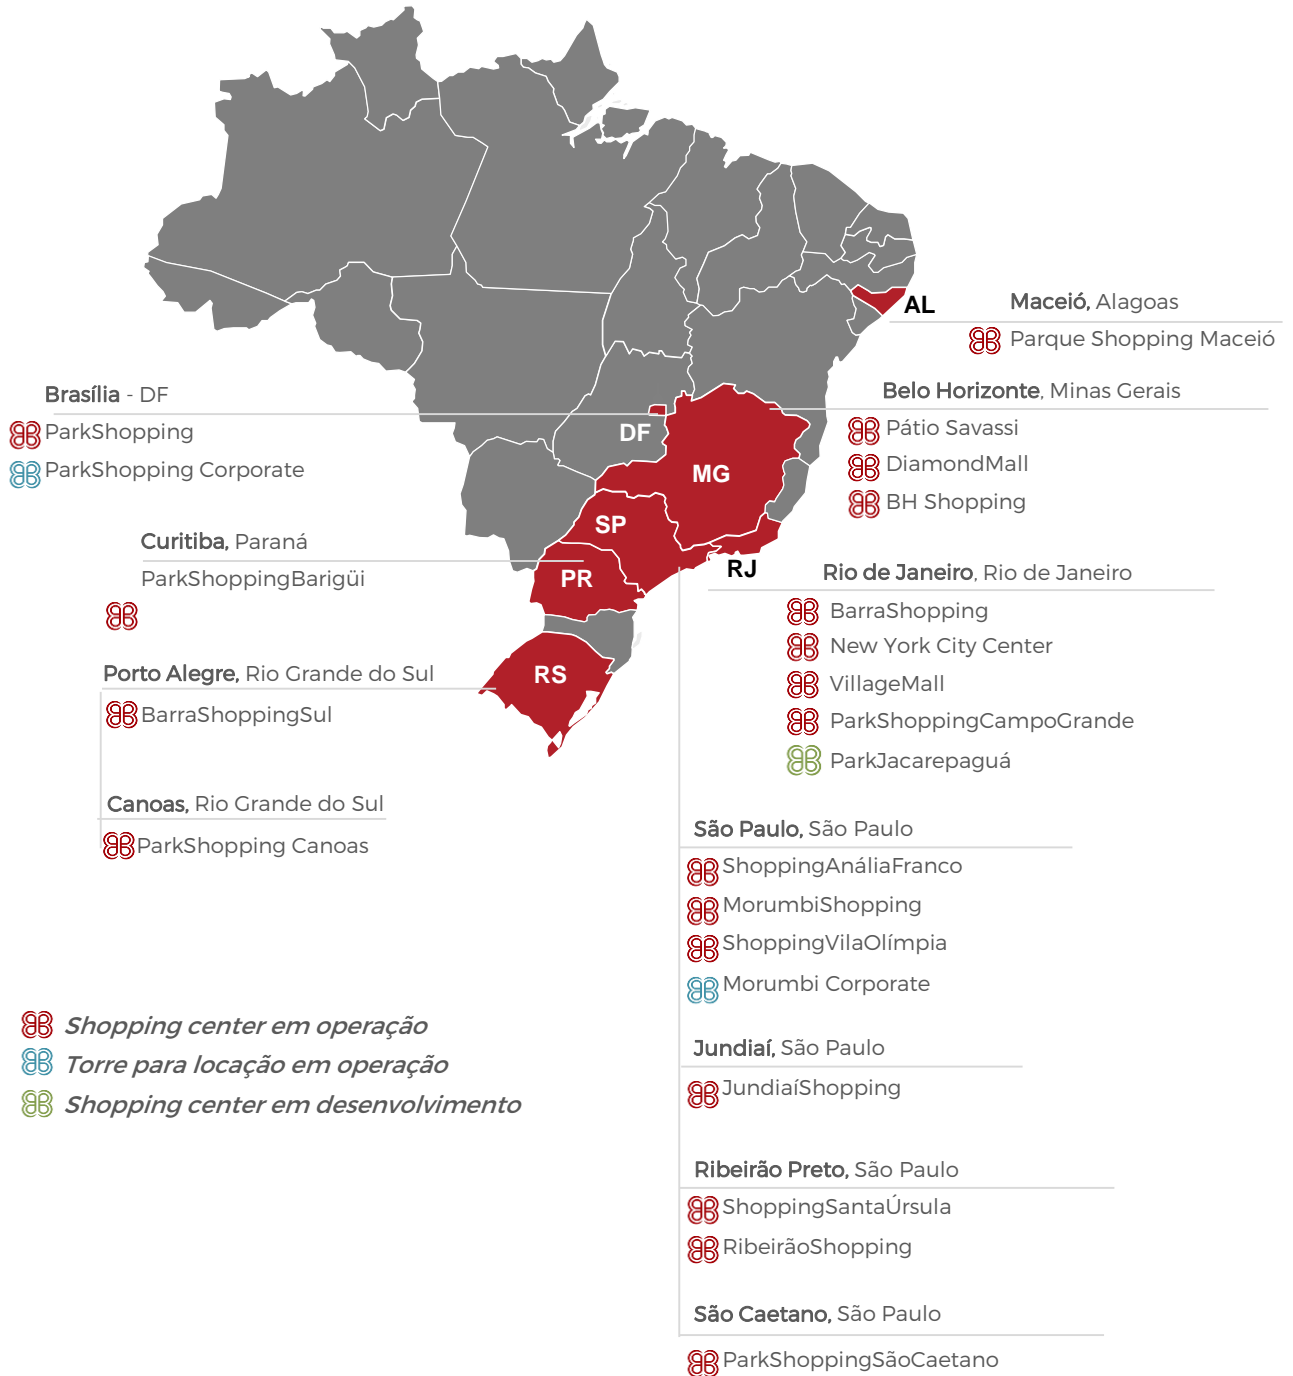 AL
Maceió, Alagoas
Parque Shopping Maceió
Brasília - DF
ParkShopping
ParkShopping Corporate
DF
MG
SP
PR
RJ
RS
Belo Horizonte, Minas Gerais
Pátio Savassi
DiamondMall
BH Shopping
Curitiba, Paraná
ParkShoppingBarigüi
Rio de Janeiro, Rio de Janeiro
BarraShopping
New York City Center
VillageMall
ParkShoppingCampoGrande
ParkJacarepaguá
Porto Alegre, Rio Grande do Sul
BarraShoppingSul
Canoas, Rio Grande do Sul
ParkShopping Canoas
São Paulo, São Paulo
ShoppingAnáliaFranco
MorumbiShopping
ShoppingVilaOlímpia
Morumbi Corporate
Shopping center em operação
Torre para locação em operação
Shopping center em desenvolvimento
Jundiaí, São Paulo
JundiaíShopping
Ribeirão Preto, São Paulo
ShoppingSantaÚrsula
RibeirãoShopping
São Caetano, São Paulo
ParkShoppingSãoCaetano